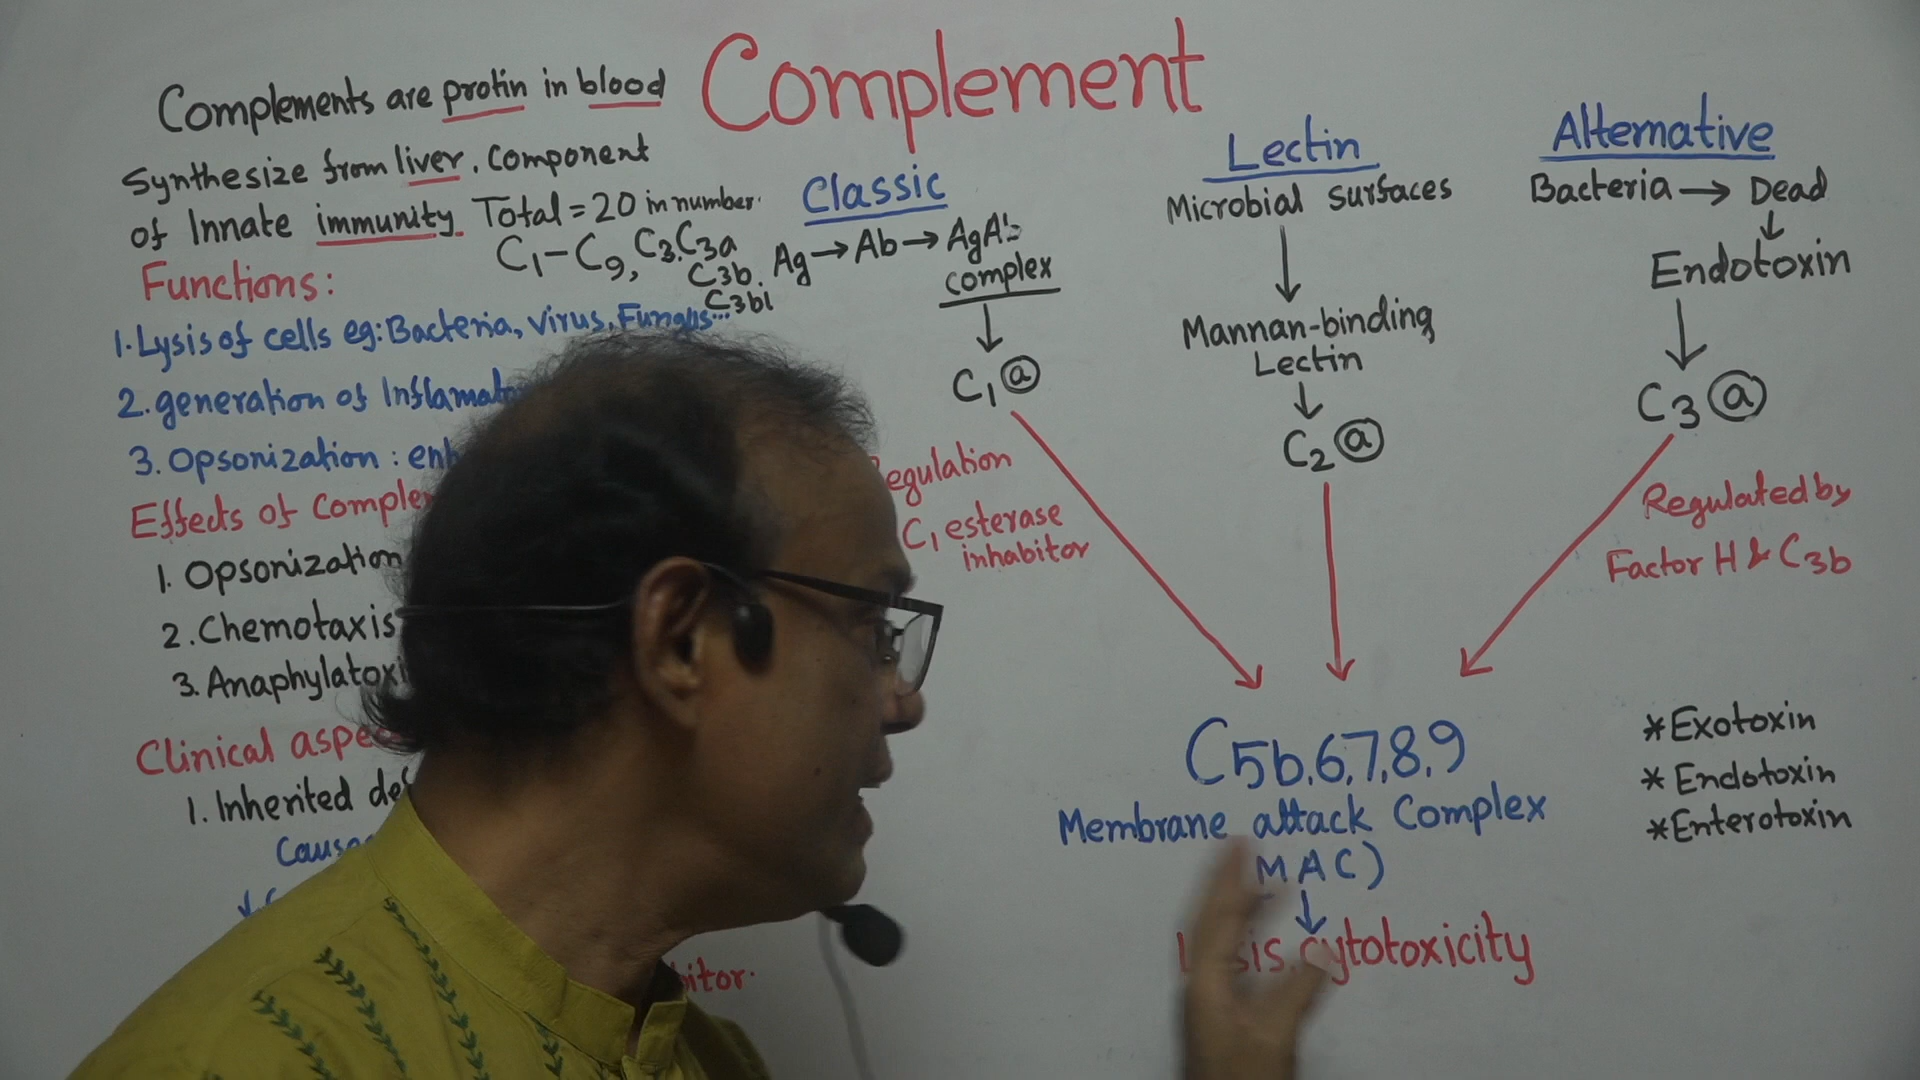 Complement
Complements are protin in blood
Synthesize from liver. Component
of Innate immunity Total = 20 in number.
C1-C9, C3.C3a
C3b.
C3bi
Functions:
1. Lysis of cells eg: Bacteria, virus, Fungus...
2. generation of
3. Opsonization :
Effects of
1. Opsonization
2. Chemotaxis
3.
Clinical
1. Inherited
Classic
Ag → Ab → AgAb
complex
↓
C1 ⓐ
C1 esterase
inhabitor
Lectin
Microbial surfaces
↓
Mannan-binding
Lectin
↓
C2 ⓐ
Alternative
Bacteria → Dead
↓
Endotoxin
↓
C3 ⓐ
Regulated by
Factor H & C3b
C5b,6,7,8,9
Membrane attack Complex
MAC)
↓
cytotoxicity
*Exotoxin
* Endotoxin
*Enterotoxin